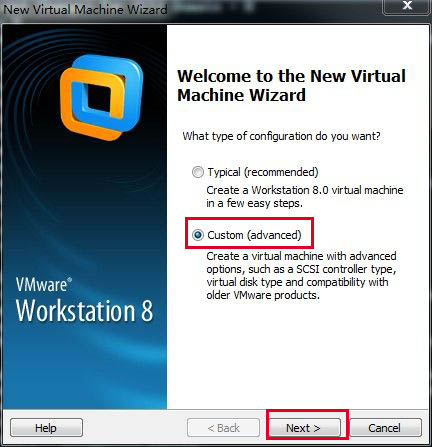 New Virtual Machine Wizard
Welcome to the New Virtual
Machine Wizard
What type of configuration do you want?
Typical (recommended)
Create a Workstation 8.0 virtual machine
in a few easy steps.
Custom (advanced)
Create a virtual machine with advanced
options, such as a SCSI controller type,
virtual disk type and compatibility with
older VMware products.
VMware®
Workstation 8
Help
< Back
Next >
Cancel